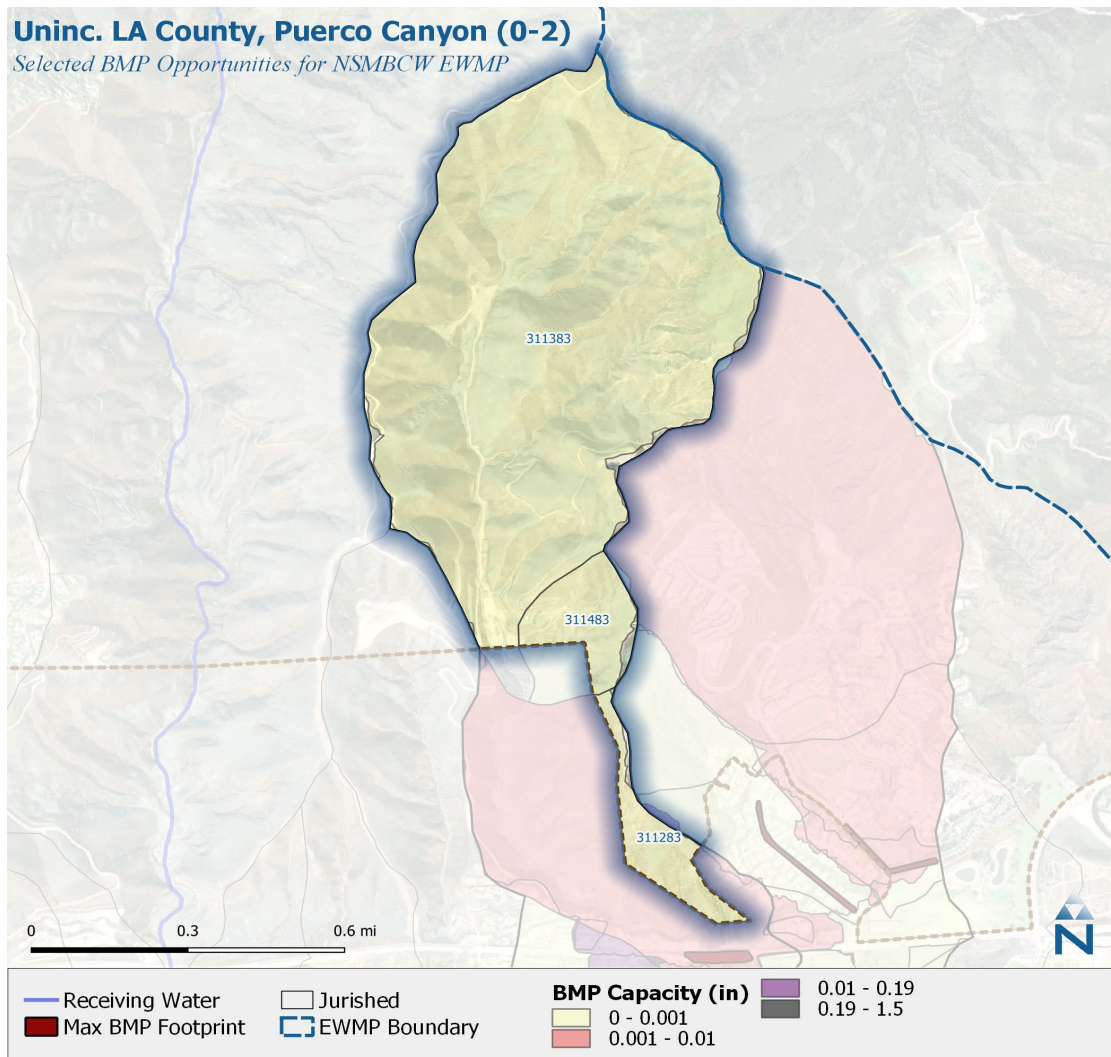 Uninc. LA County, Puerco Canyon (0-2)
Selected BMP Opportunities for NSMBCW EWMP
311383
311483
311283
0 0.3 0.6 mi
N
Receiving Water
Max BMP Footprint
Jurished
EWMP Boundary
BMP Capacity (in)
0 - 0.001
0.001 - 0.01
0.01 - 0.19
0.19 - 1.5